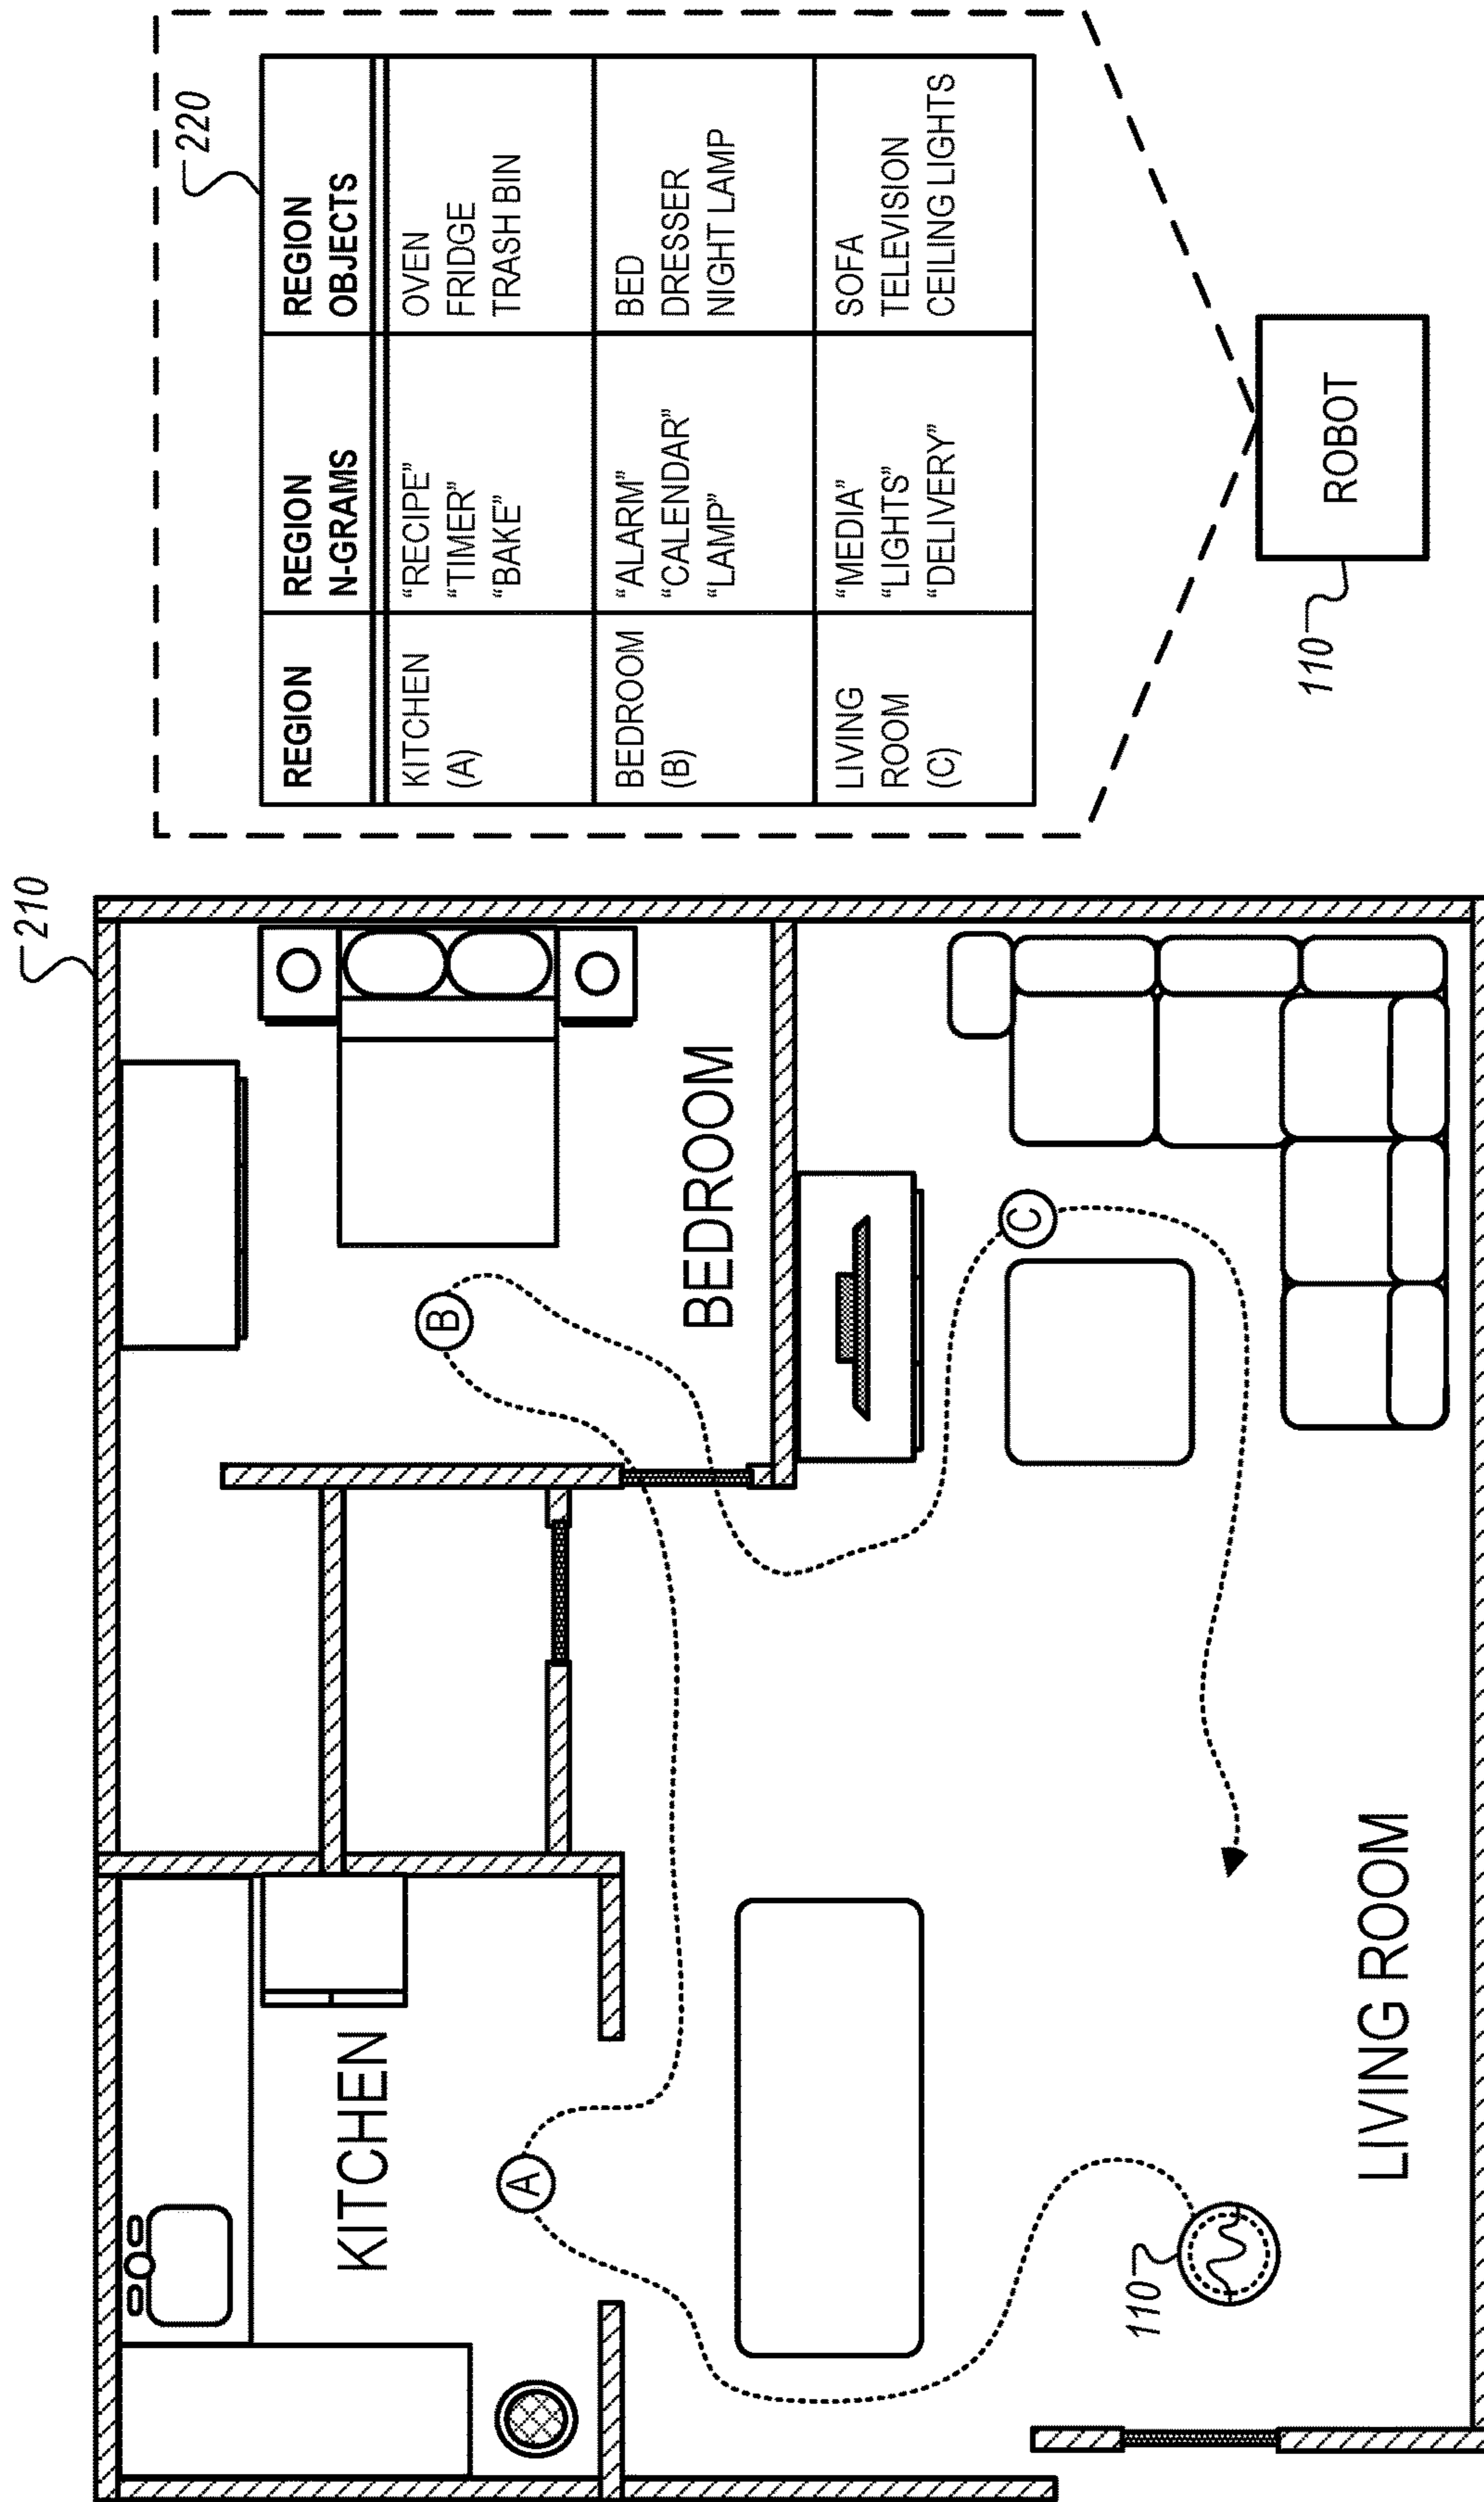 210
KITCHEN
A
B
BEDROOM
C
110
LIVING ROOM
220
REGION
REGION
N-GRAMS
REGION
OBJECTS
KITCHEN
(A)
“RECIPE”
“TIMER”
“BAKE”
OVEN
FRIDGE
TRASH BIN
BEDROOM
(B)
“ALARM”
“CALENDAR”
“LAMP”
BED
DRESSER
NIGHT LAMP
LIVING
ROOM
(C)
“MEDIA”
“LIGHTS”
“DELIVERY”
SOFA
TELEVISION
CEILING LIGHTS
110
ROBOT